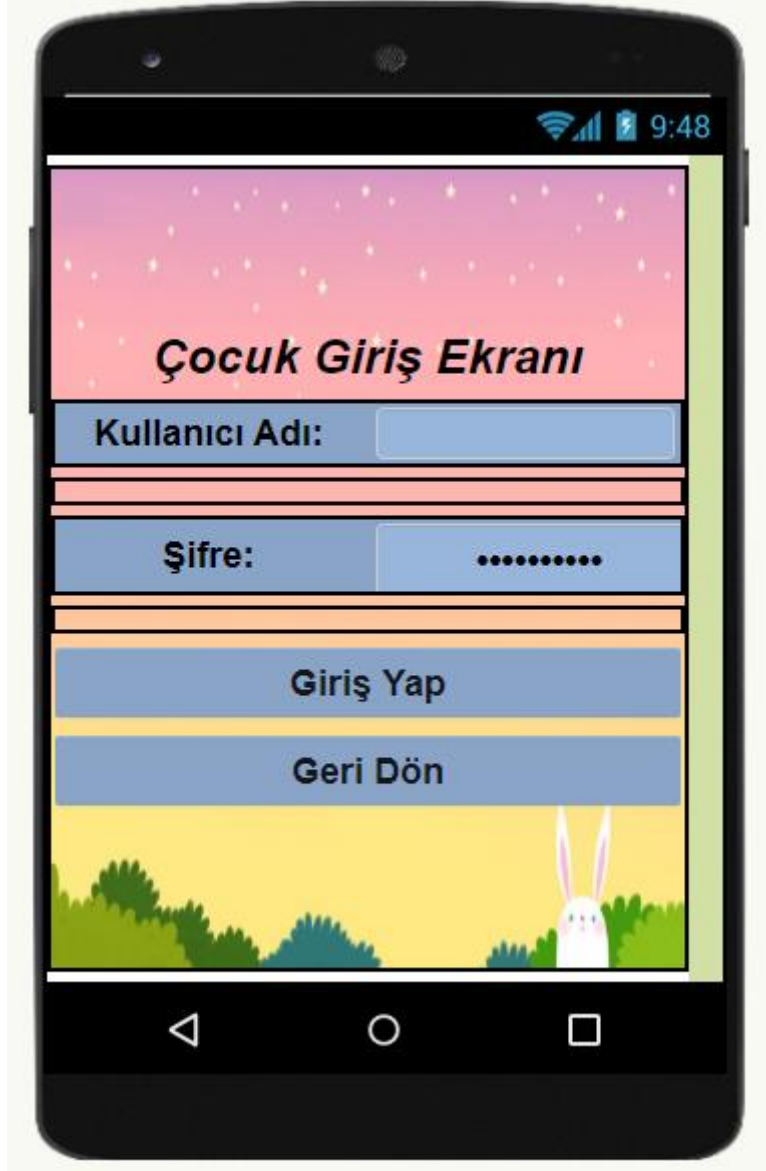 9:48
Çocuk Giriş Ekranı
Kullanıcı Adı:
Şifre: ••••••••••
Giriş Yap
Geri Dön